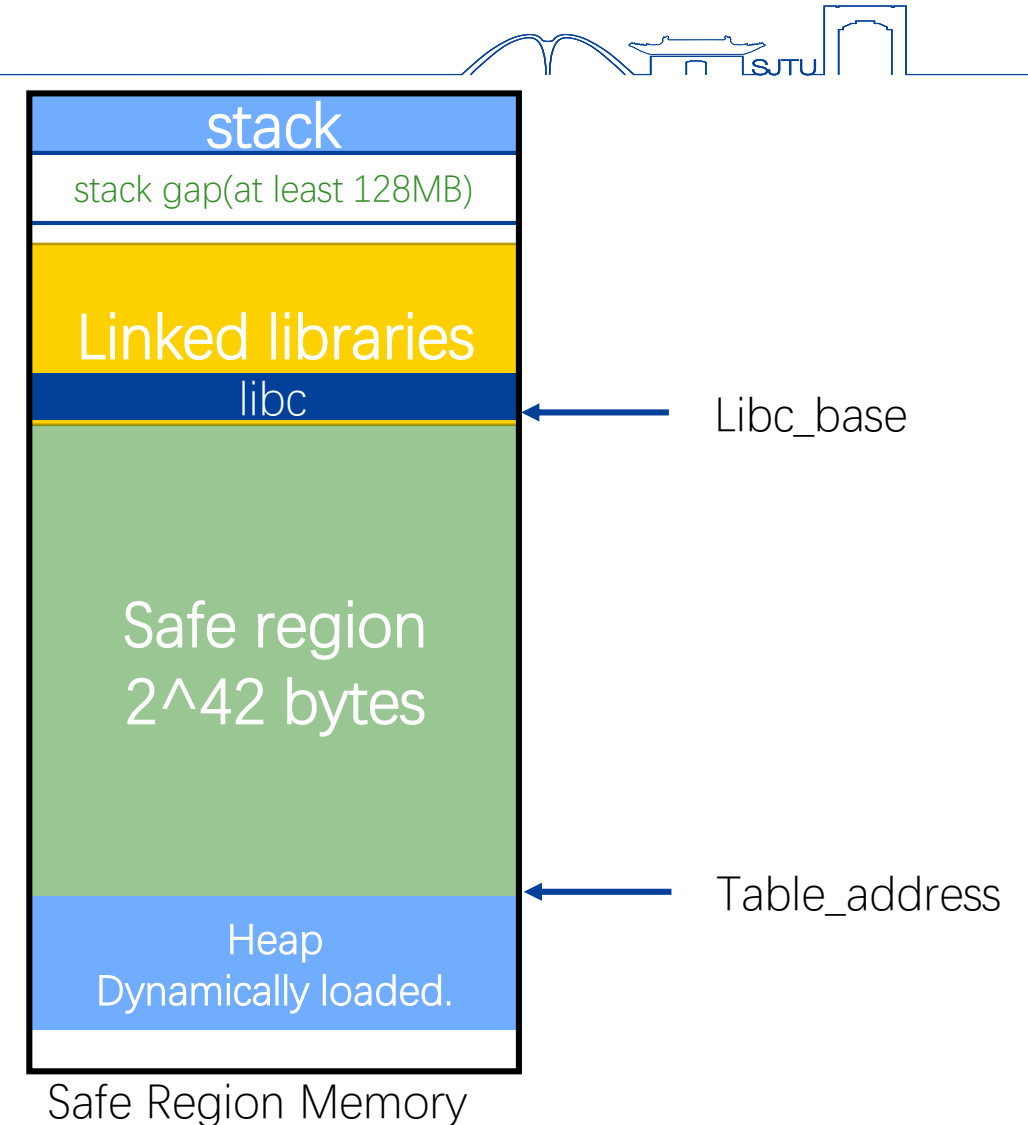 SJTU
stack
stack gap(at least 128MB)
Linked libraries
libc
Libc_base
Safe region
2^42 bytes
Table_address
Heap
Dynamically loaded.
Safe Region Memory